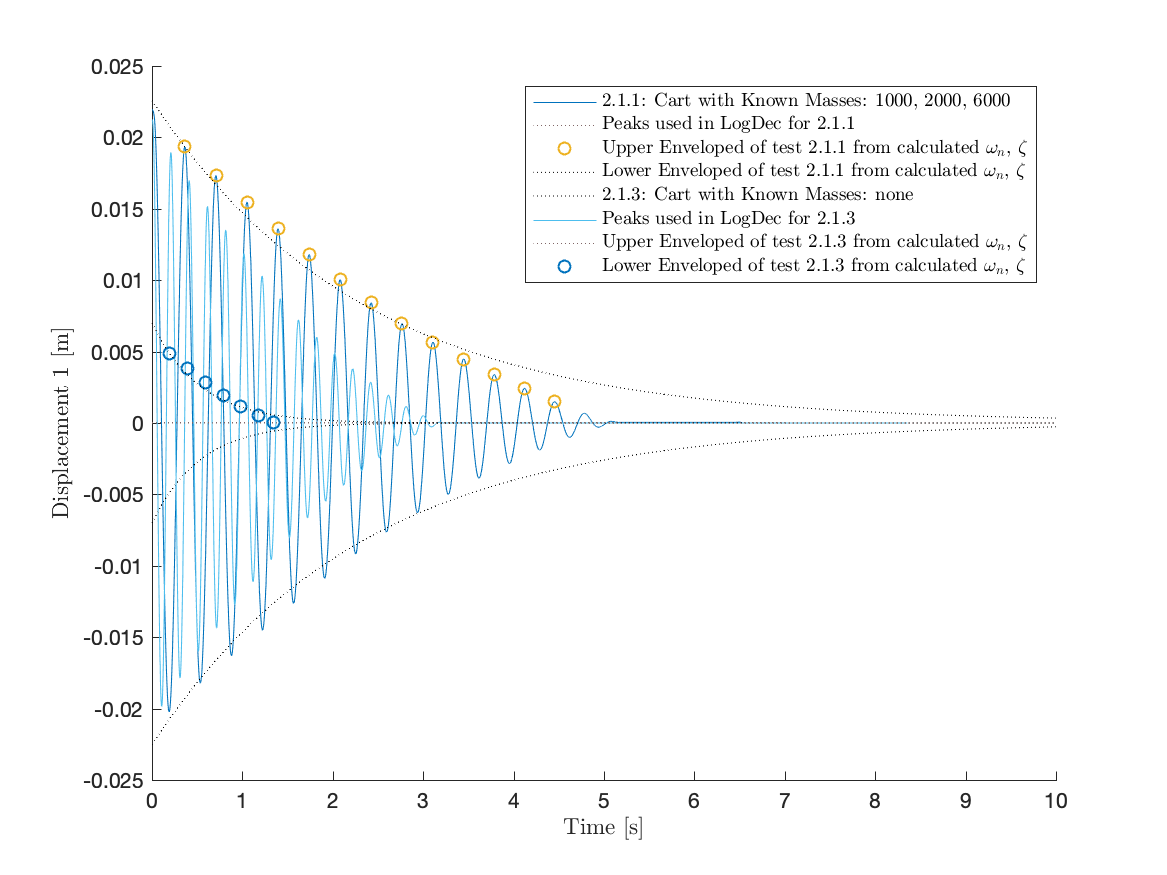 0.025
0.02
0.015
0.01
0.005
0
-0.005
-0.01
-0.015
-0.02
-0.025
Displacement 1 [m]
2.1.1: Cart with Known Masses: 1000, 2000, 6000
Peaks used in LogDec for 2.1.1
Upper Enveloped of test 2.1.1 from calculated ωn, ζ
Lower Enveloped of test 2.1.1 from calculated ωn, ζ
2.1.3: Cart with Known Masses: none
Peaks used in LogDec for 2.1.3
Upper Enveloped of test 2.1.3 from calculated ωn, ζ
Lower Enveloped of test 2.1.3 from calculated ωn, ζ
0 1 2 3 4 5 6 7 8 9 10
Time [s]